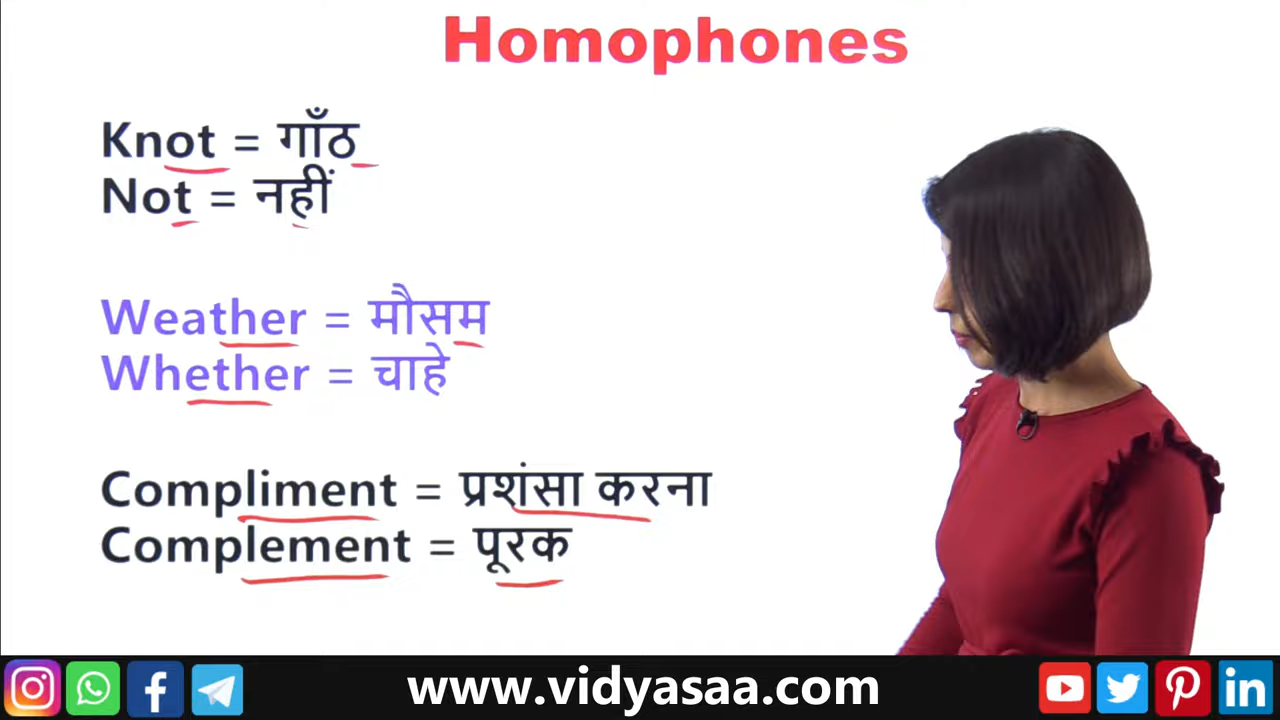 Homophones
Knot = गाँठ
Not = नहीं
Weather = मौसम
Whether = चाहे
Compliment = प्रशंसा करना
Complement = पूरक
www.vidyasaa.com